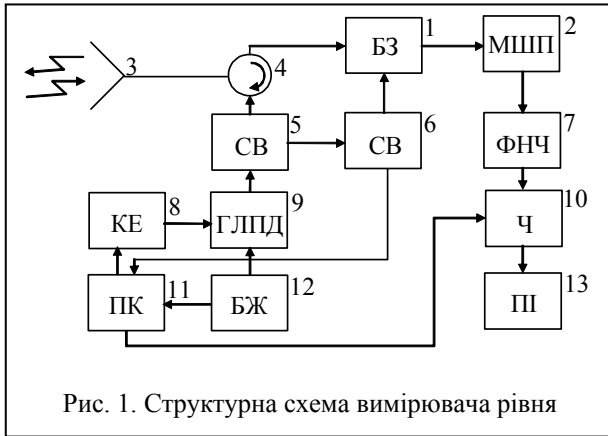 БЗ 1
МШП 2
3
4
СВ 5
СВ 6
ФНЧ 7
КЕ 8
ГЛПД 9
Ч 10
ПК 11
БЖ 12
ПІ 13
Рис. 1. Структурна схема вимірювача рівня